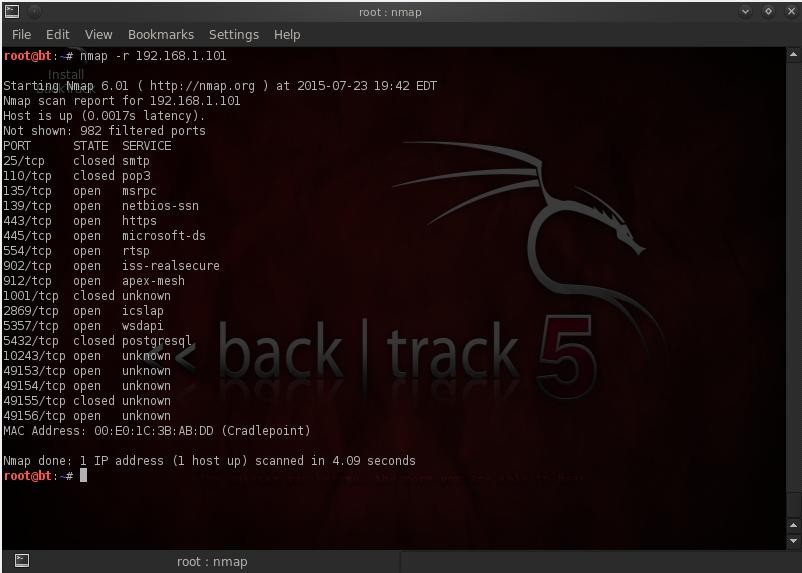 root : nmap
File Edit View Bookmarks Settings Help
root@bt:~# nmap -r 192.168.1.101
Install
Starting Nmap 6.01 ( http://nmap.org ) at 2015-07-23 19:42 EDT
Nmap scan report for 192.168.1.101
Host is up (0.0017s latency).
Not shown: 982 filtered ports
PORT STATE SERVICE
25/tcp closed smtp
110/tcp closed pop3
135/tcp open msrpc
139/tcp open netbios-ssn
443/tcp open https
445/tcp open microsoft-ds
554/tcp open rtsp
902/tcp open iss-realsecure
912/tcp open apex-mesh
1001/tcp closed unknown
2869/tcp open icslap
5357/tcp open wsdapi
5432/tcp closed postgresql
10243/tcp open unknown
49153/tcp open unknown
49154/tcp open unknown
49155/tcp closed unknown
49156/tcp open unknown
MAC Address: 00:E0:1C:3B:AB:DD (Cradlepoint)
<< back | track 5
Nmap done: 1 IP address (1 host up) scanned in 4.09 seconds
root@bt:~#
root : nmap